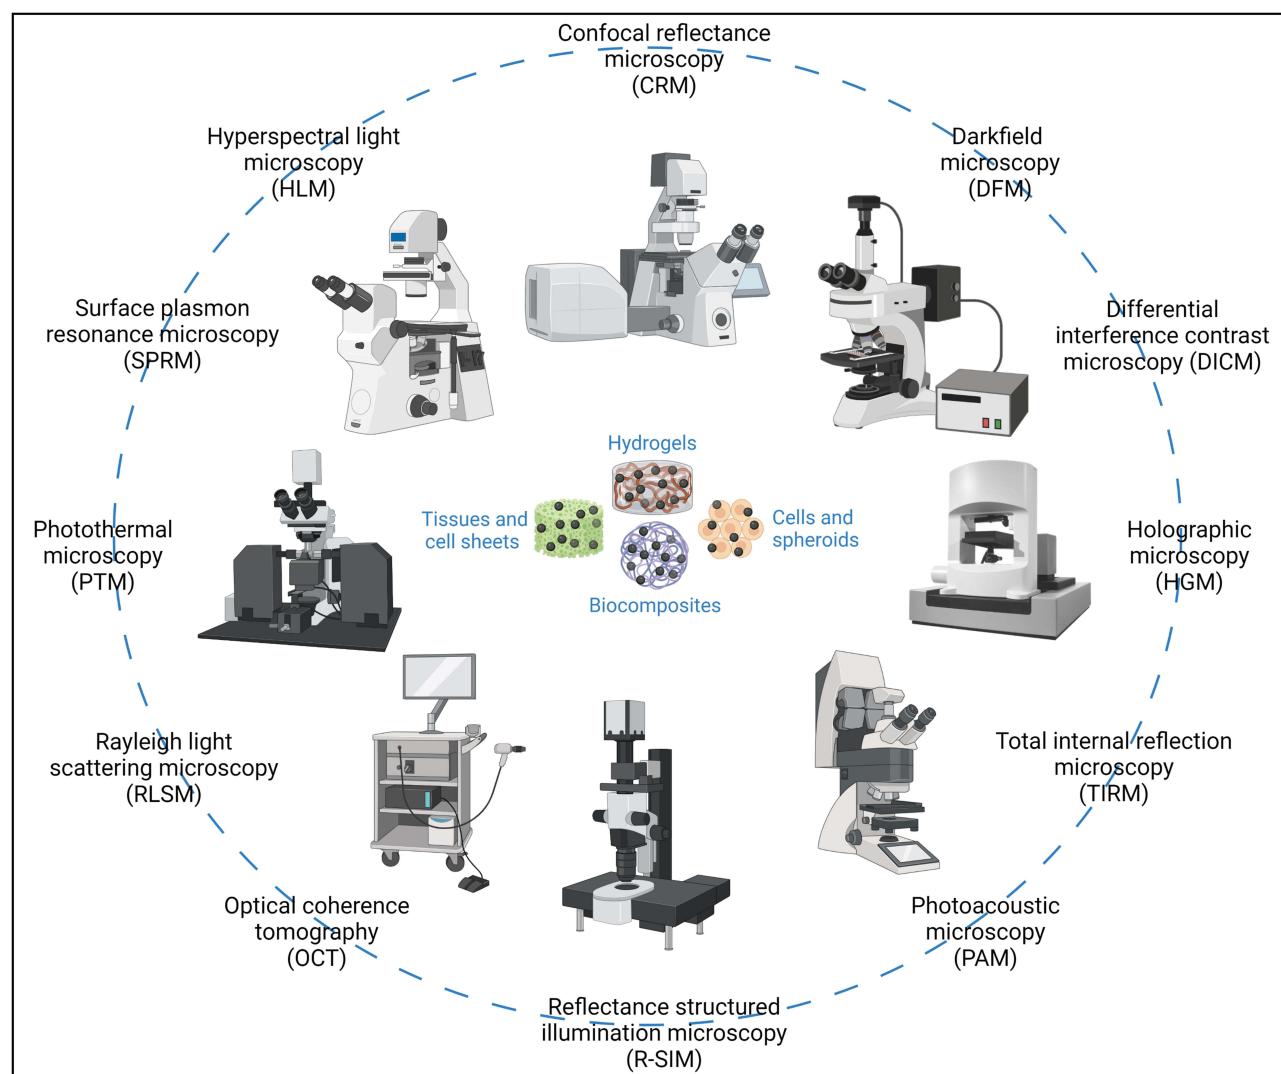 Confocal reflectance
microscopy
(CRM)
Hyperspectral light
microscopy
(HLM)
Darkfield
microscopy
(DFM)
Surface plasmon
resonance microscopy
(SPRM)
Differential
interference contrast
microscopy (DICM)
Hydrogels
Tissues and
cell sheets
Cells and
spheroids
Biocomposites
Photothermal
microscopy
(PTM)
Holographic
microscopy
(HGM)
Rayleigh light
scattering microscopy
(RLSM)
Total internal reflection
microscopy
(TIRM)
Optical coherence
tomography
(OCT)
Photoacoustic
microscopy
(PAM)
Reflectance structured
illumination microscopy
(R-SIM)